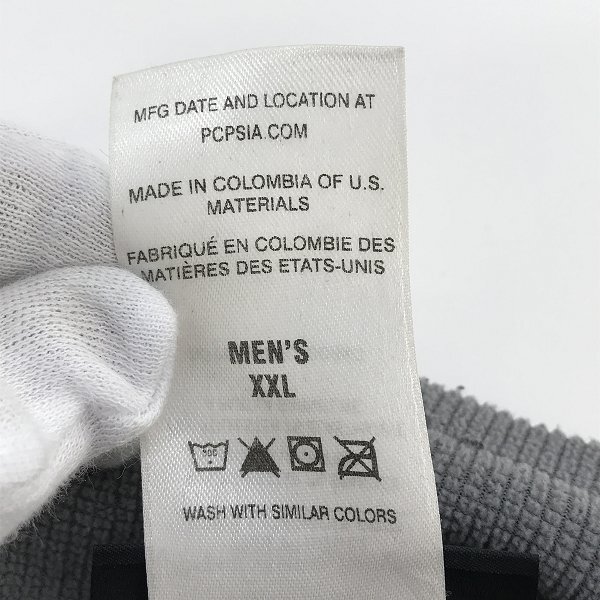 MFG DATE AND LOCATION AT
PCPSIA.COM
MADE IN COLOMBIA OF U.S.
MATERIALS
FABRIQUÉ EN COLOMBIE DES
MATIÈRES DES ETATS-UNIS
MEN'S
XXL
WASH WITH SIMILAR COLORS